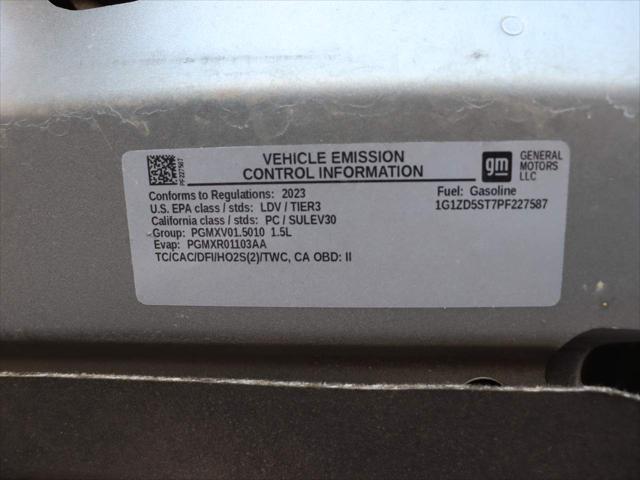 VEHICLE EMISSION
CONTROL INFORMATION
gm
GENERAL
MOTORS
LLC
PF227587
Conforms to Regulations: 2023
Fuel: Gasoline
U.S. EPA class / stds: LDV / TIER3
1G1ZD5ST7PF227587
California class / stds: PC / SULEV30
Group: PGMXV01.5010 1.5L
Evap: PGMXR01103AA
TC/CAC/DFI/HO2S(2)/TWC, CA OBD: II